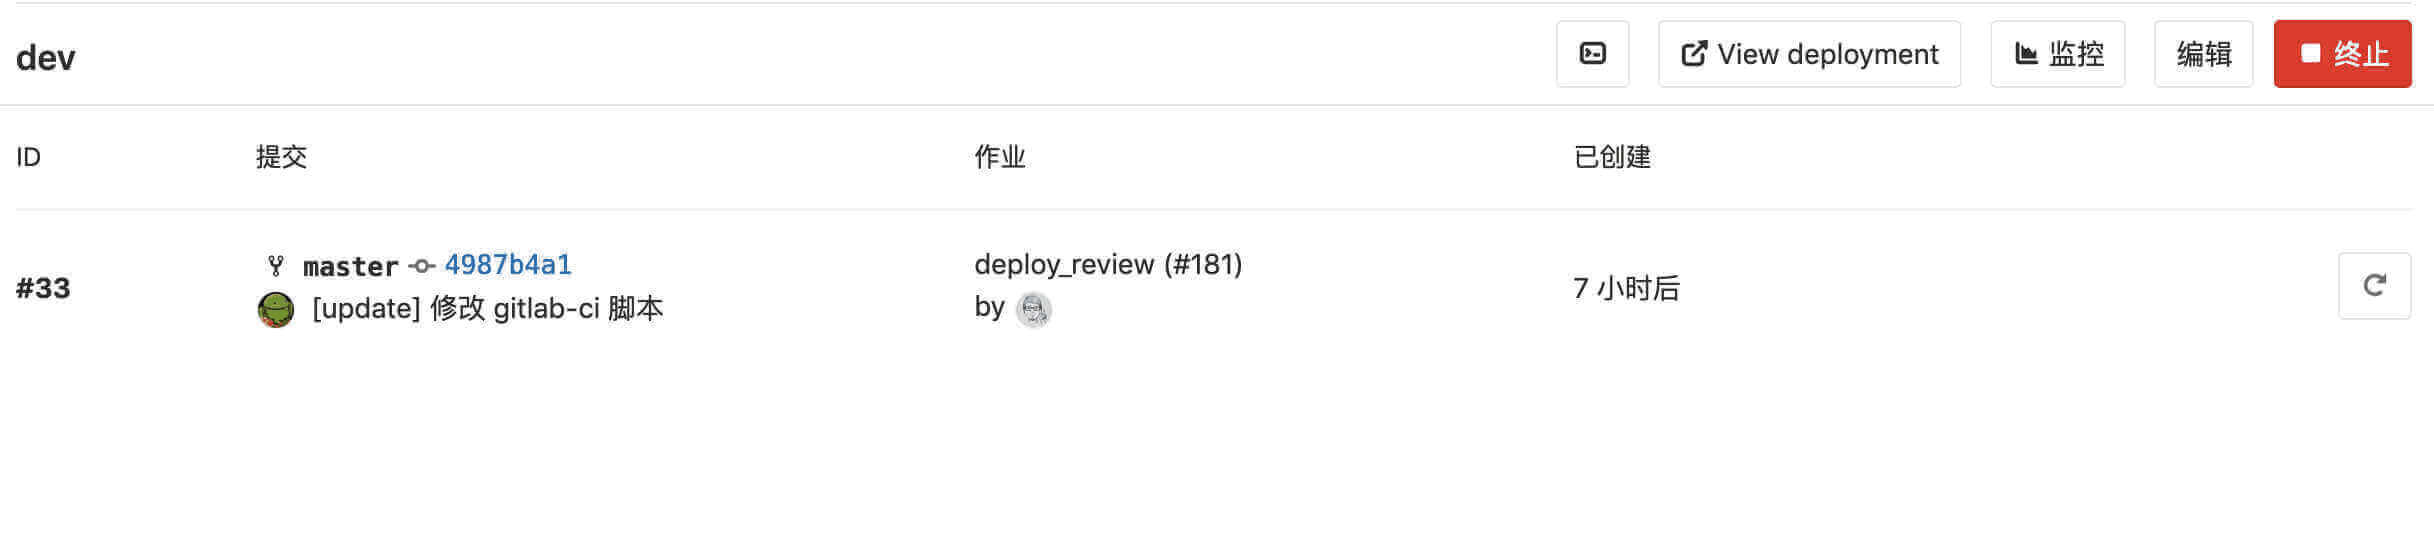 dev
View deployment
监控
编辑
终止
ID
提交
作业
已创建
#33
master 4987b4a1
[update] 修改 gitlab-ci 脚本
deploy_review (#181)
by
7 小时后